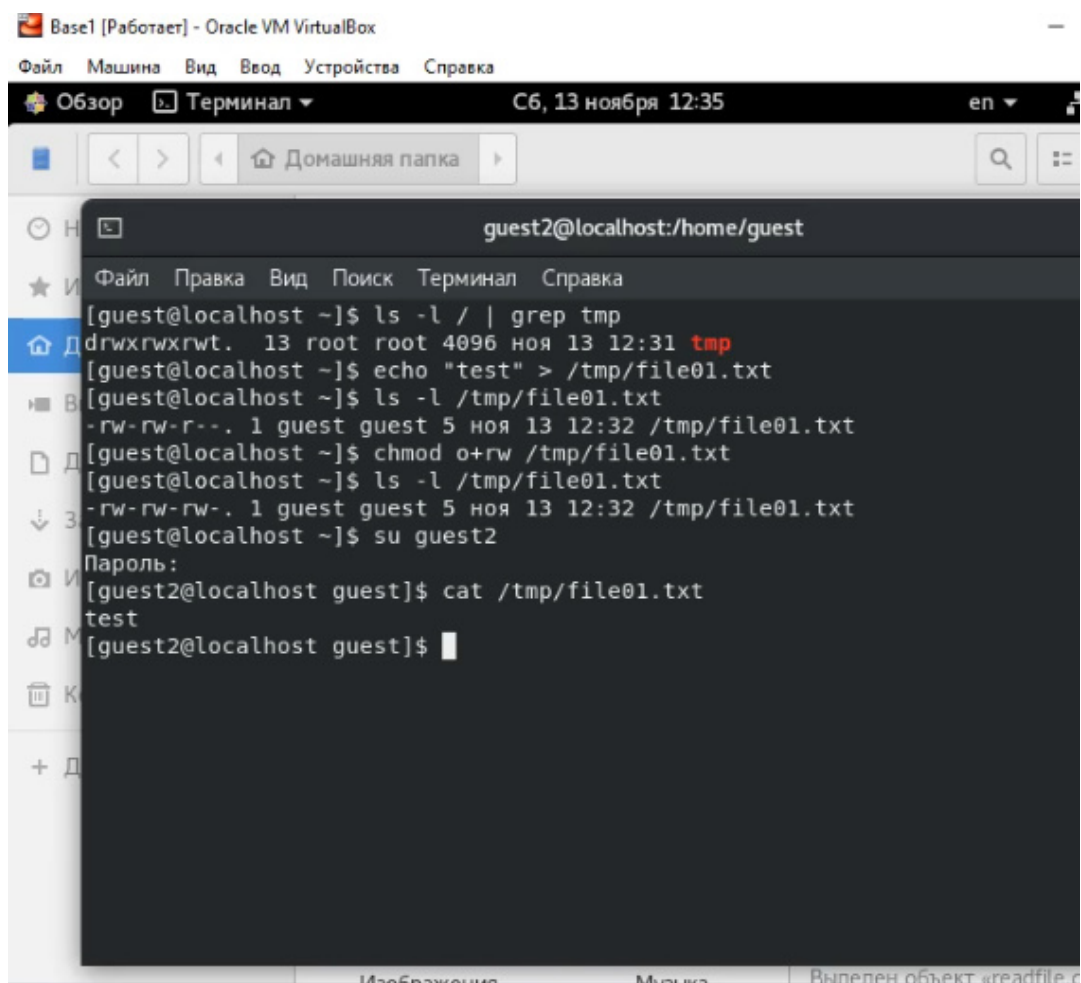 Base1 [Работает] - Oracle VM VirtualBox
Файл Машина Вид Ввод Устройства Справка
Обзор Терминал Сб, 13 ноября 12:35 en
Домашняя папка
guest2@localhost:/home/guest
Файл Правка Вид Поиск Терминал Справка
[guest@localhost ~]$ ls -l / | grep tmp
drwxrwxrwt. 13 root root 4096 ноя 13 12:31 tmp
[guest@localhost ~]$ echo "test" > /tmp/file01.txt
[guest@localhost ~]$ ls -l /tmp/file01.txt
-rw-rw-r--. 1 guest guest 5 ноя 13 12:32 /tmp/file01.txt
[guest@localhost ~]$ chmod o+rw /tmp/file01.txt
[guest@localhost ~]$ ls -l /tmp/file01.txt
-rw-rw-rw-. 1 guest guest 5 ноя 13 12:32 /tmp/file01.txt
[guest@localhost ~]$ su guest2
Пароль:
[guest2@localhost guest]$ cat /tmp/file01.txt
test
[guest2@localhost guest]$
Изображения Музыка Выделен объект «readfile.c